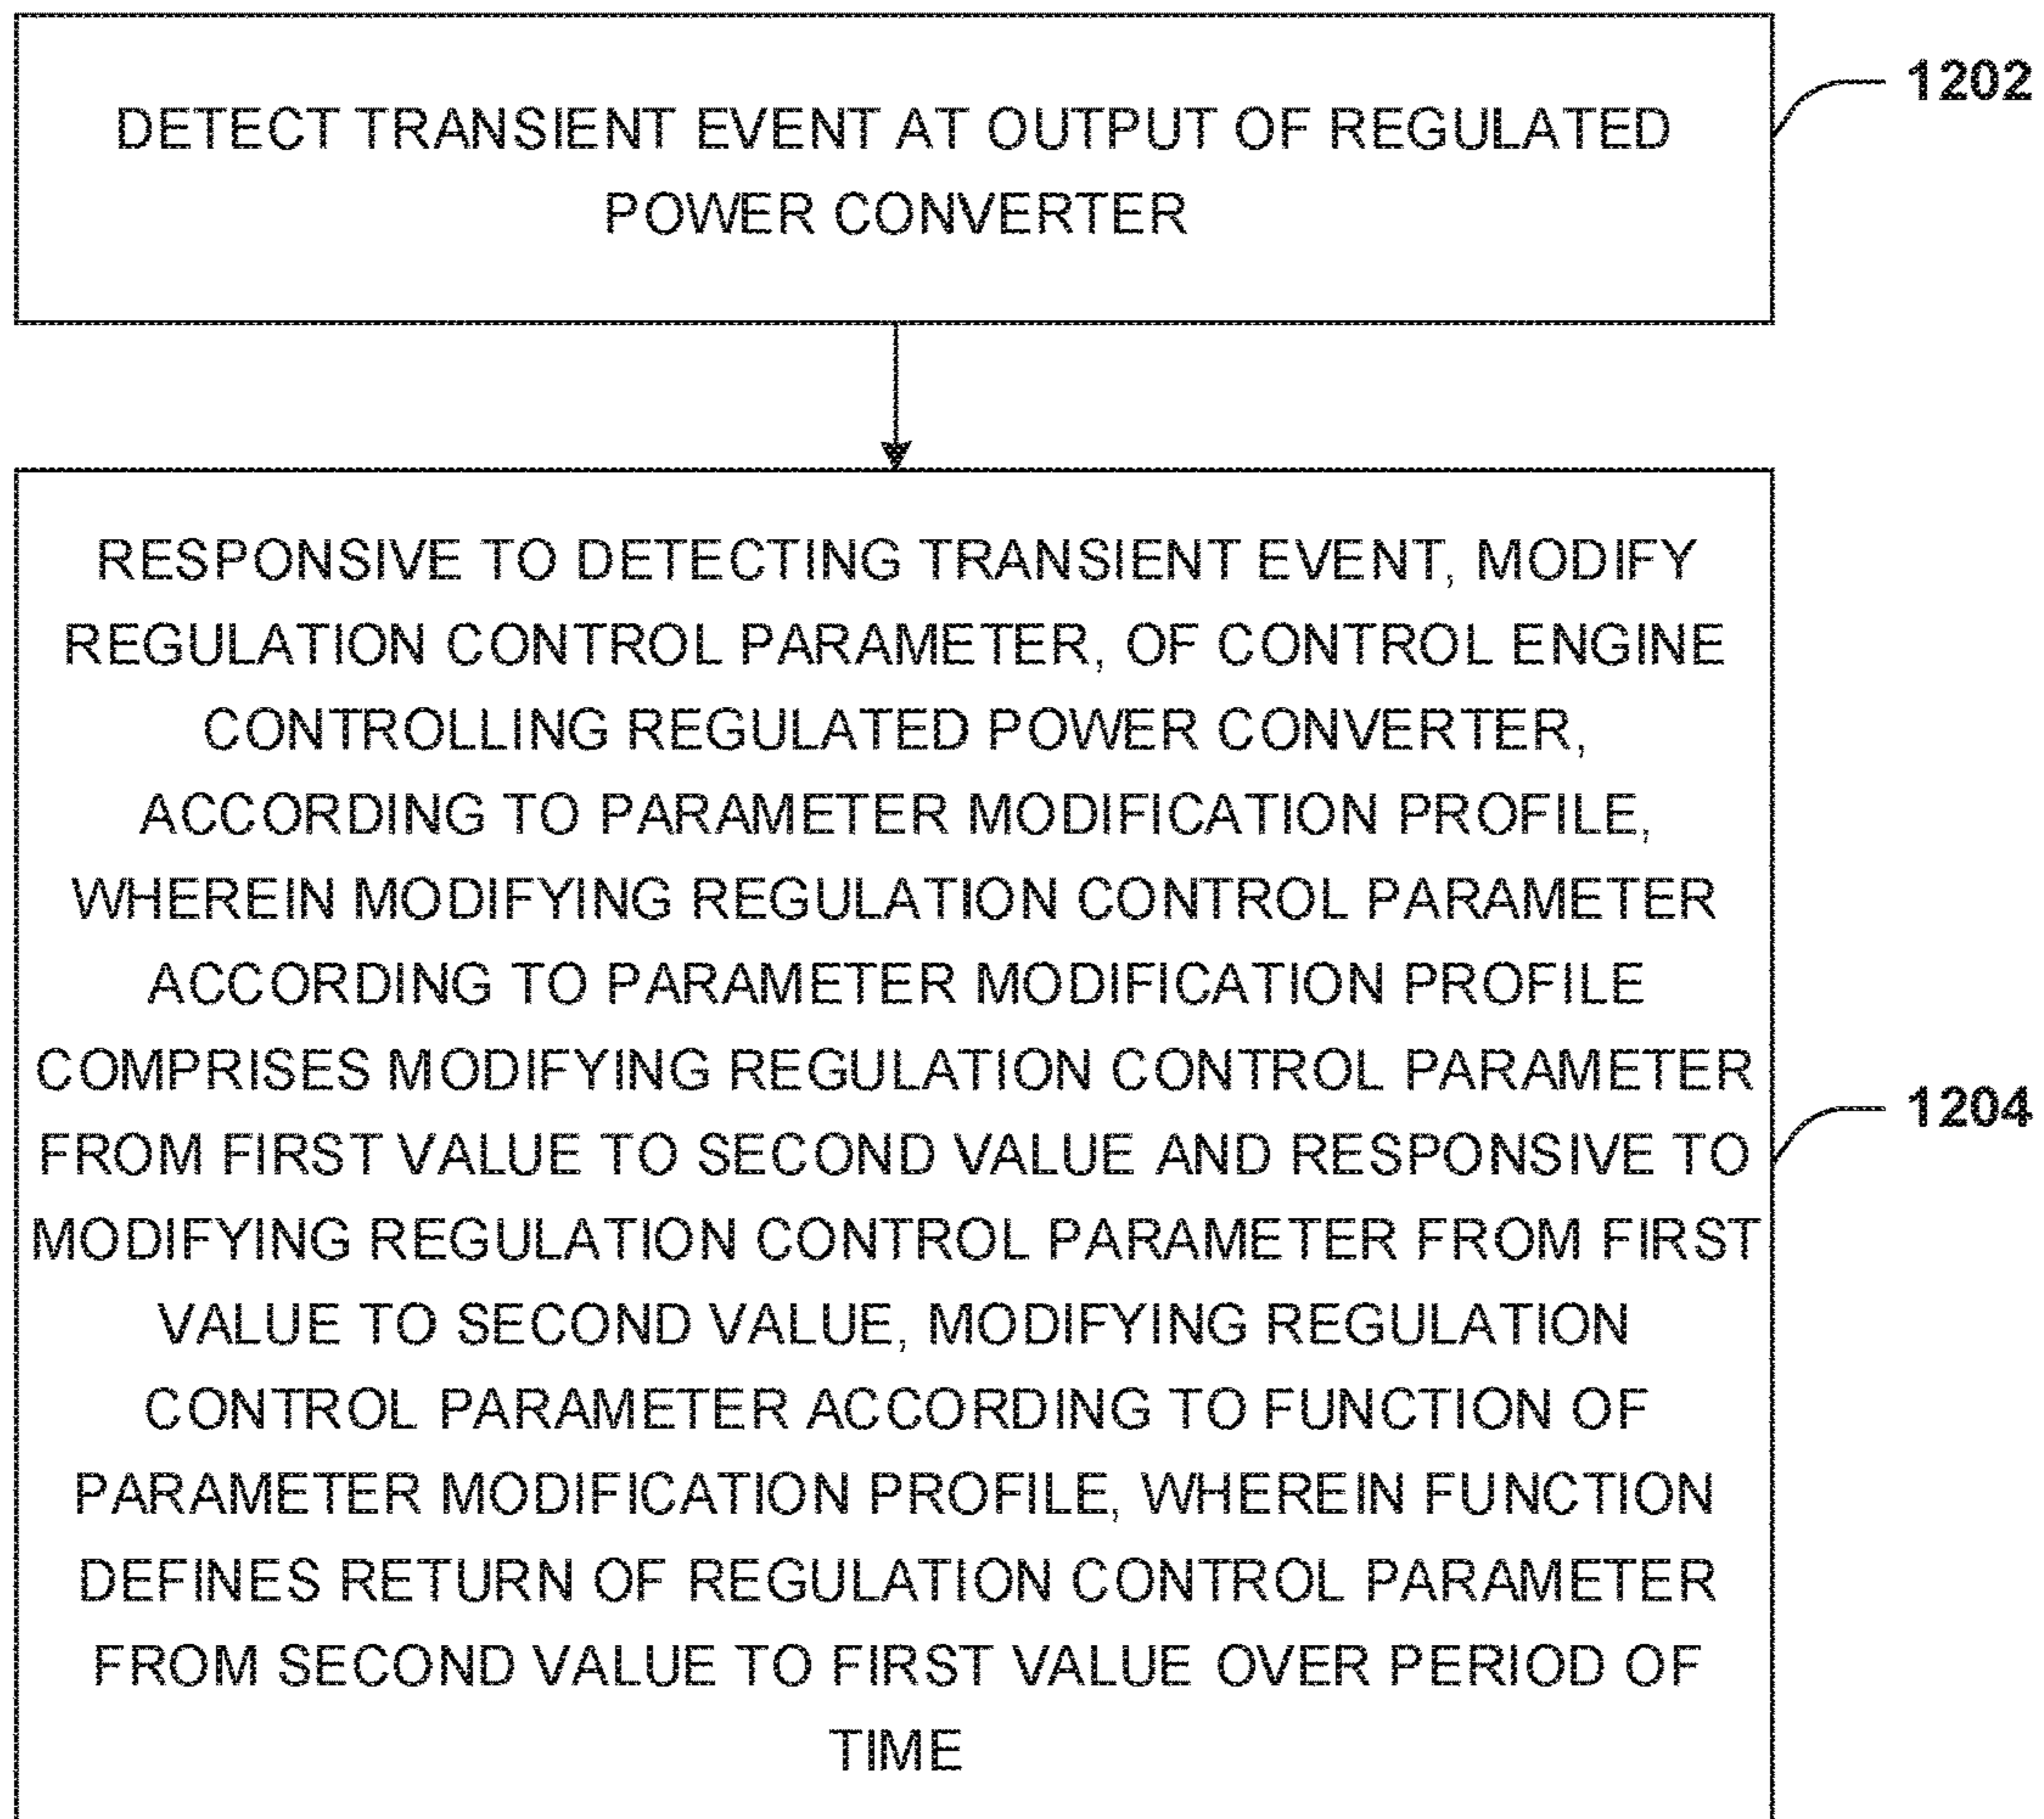 DETECT TRANSIENT EVENT AT OUTPUT OF REGULATED
POWER CONVERTER
1202
RESPONSIVE TO DETECTING TRANSIENT EVENT, MODIFY
REGULATION CONTROL PARAMETER, OF CONTROL ENGINE
CONTROLLING REGULATED POWER CONVERTER,
ACCORDING TO PARAMETER MODIFICATION PROFILE,
WHEREIN MODIFYING REGULATION CONTROL PARAMETER
ACCORDING TO PARAMETER MODIFICATION PROFILE
COMPRISES MODIFYING REGULATION CONTROL PARAMETER
FROM FIRST VALUE TO SECOND VALUE AND RESPONSIVE TO
MODIFYING REGULATION CONTROL PARAMETER FROM FIRST
VALUE TO SECOND VALUE, MODIFYING REGULATION
CONTROL PARAMETER ACCORDING TO FUNCTION OF
PARAMETER MODIFICATION PROFILE, WHEREIN FUNCTION
DEFINES RETURN OF REGULATION CONTROL PARAMETER
FROM SECOND VALUE TO FIRST VALUE OVER PERIOD OF
TIME
1204